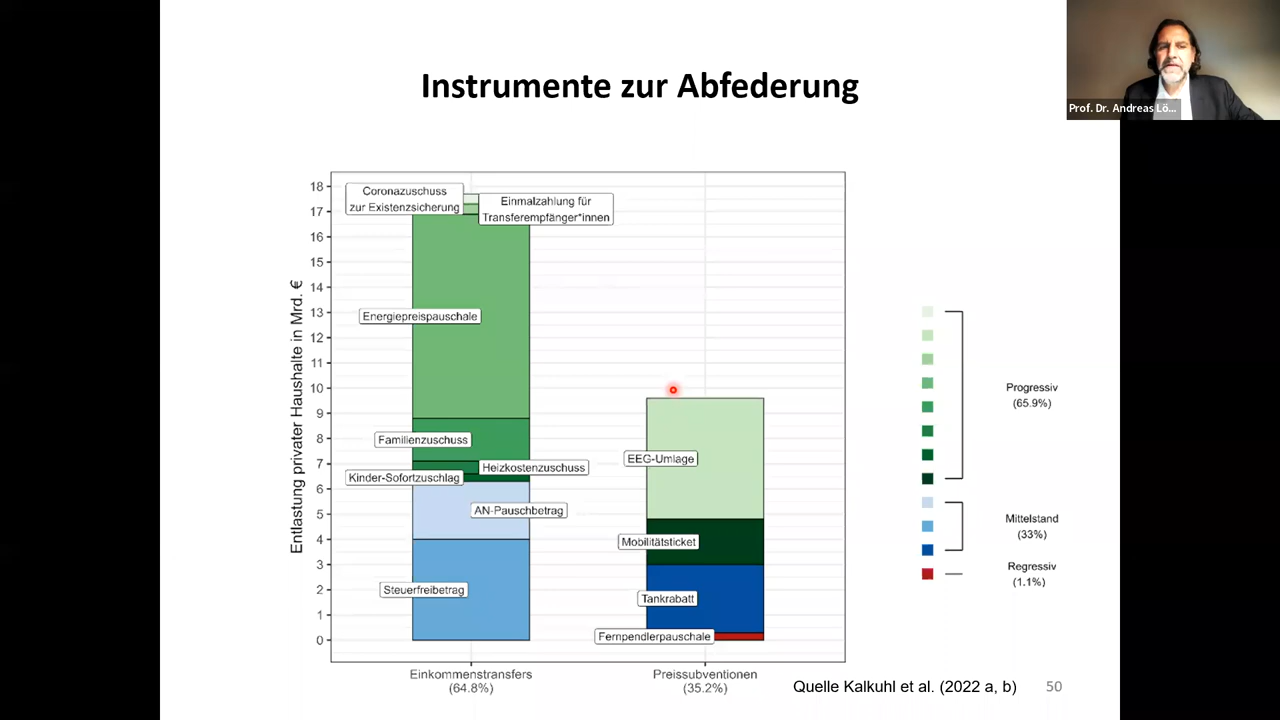 Instrumente zur Abfederung
Prof. Dr. Andreas Lö...
Entlastung privater Haushalte in Mrd. €
18
17
16
15
14
13
12
11
10
9
8
7
6
5
4
3
2
1
0
Coronazuschuss
zur Existenzsicherung
Einmalzahlung für
Transferempfänger*innen
Energiepreispauschale
Familienzuschuss
Heizkostenzuschuss
Kinder-Sofortzuschlag
AN-Pauschbetrag
Steuerfreibetrag
EEG-Umlage
Mobilitätsticket
Tankrabatt
Fernpendlerpauschale
Einkommenstransfers
(64.8%)
Preissubventionen
(35.2%)
Progressiv
(65.9%)
Mittelstand
(33%)
Regressiv
(1.1%)
Quelle Kalkuhl et al. (2022 a, b)
50